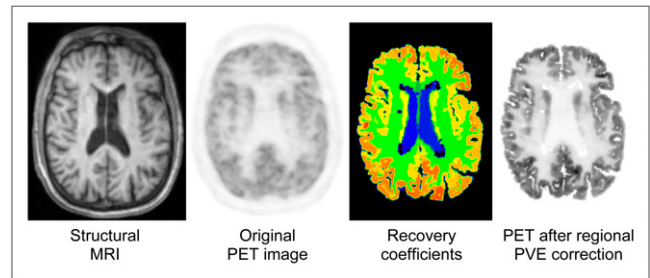 Structural
MRI
Original
PET image
Recovery
coefficients
PET after regional
PVE correction